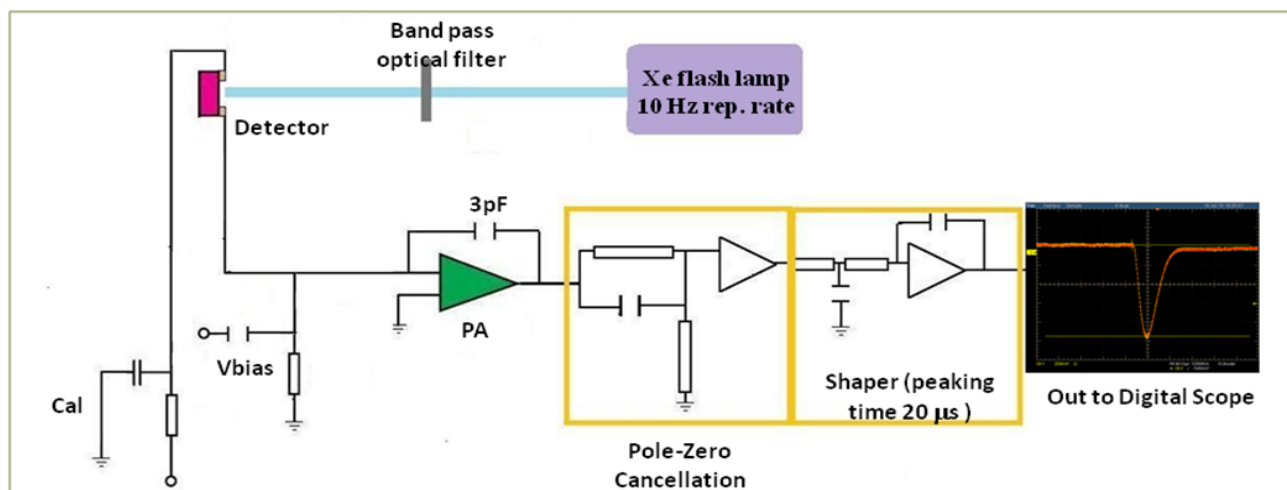 Band pass
optical filter
Xe flash lamp
10 Hz rep. rate
Detector
3pF
PA
Vbias
Cal
Shaper (peaking
time 20 μs )
Out to Digital Scope
Pole-Zero
Cancellation